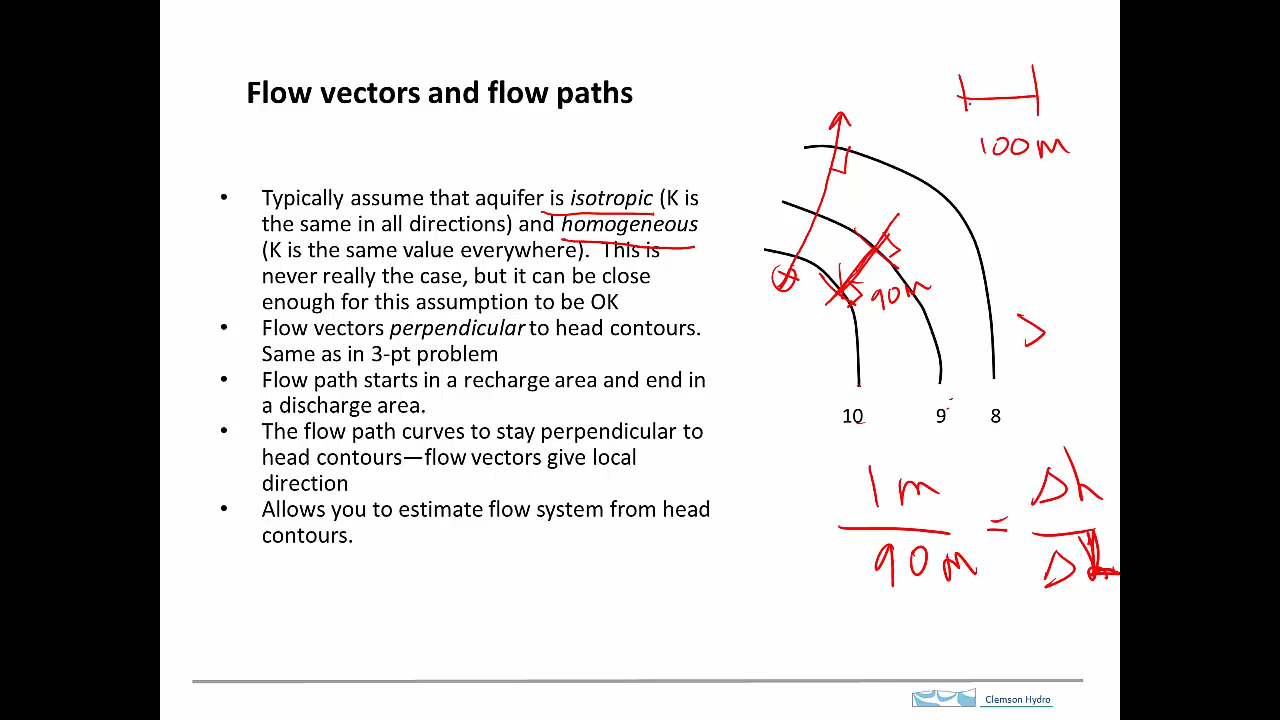 Flow vectors and flow paths
100 m
• Typically assume that aquifer is isotropic (K is
the same in all directions) and homogeneous
(K is the same value everywhere). This is
never really the case, but it can be close
enough for this assumption to be OK
• Flow vectors perpendicular to head contours.
Same as in 3-pt problem
• Flow path starts in a recharge area and end in
a discharge area.
• The flow path curves to stay perpendicular to
head contours—flow vectors give local
direction
• Allows you to estimate flow system from head
contours.
90 m
10 9 8
1 m = Δh
90 m Δ
Clemson Hydro